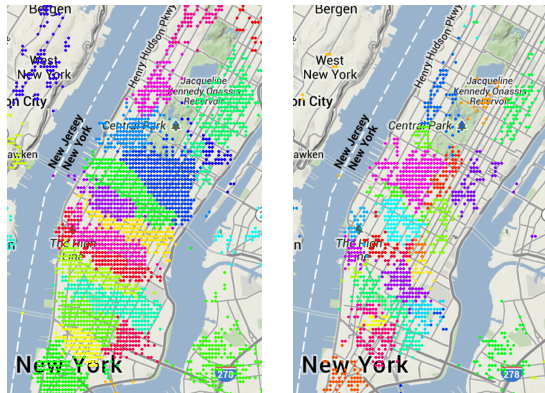 Bergen
West
New York
on City
awken
New Jersey
New York
Henry Hudson Pkwy
Jacqueline
Kennedy Onassis
Reservoir
Central Park
The High
Line
New York
278
Bergen
West
New York
on City
awken
New Jersey
New York
Henry Hudson Pkwy
Jacqueline
Kennedy Onassis
Reservoir
Central Park
The High
Line
New York
278